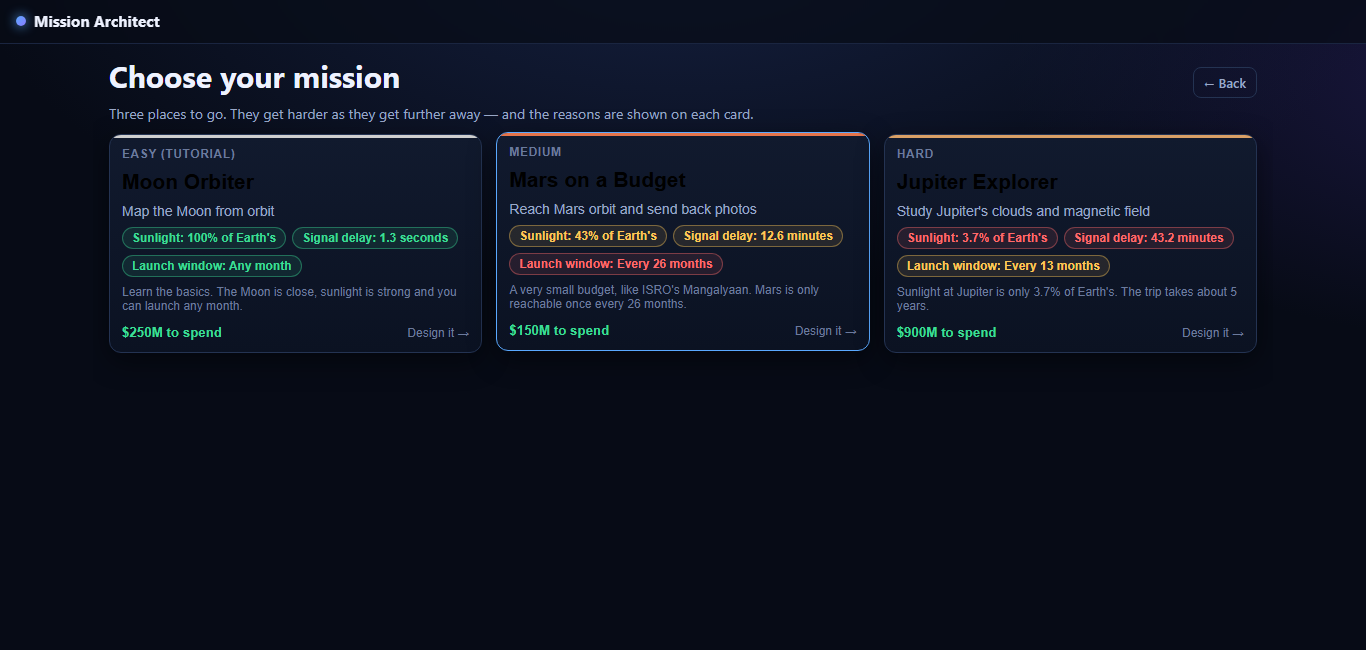 Mission Architect
Choose your mission
← Back
Three places to go. They get harder as they get further away — and the reasons are shown on each card.
EASY (TUTORIAL)
Moon Orbiter
Map the Moon from orbit
Sunlight: 100% of Earth's
Signal delay: 1.3 seconds
Launch window: Any month
Learn the basics. The Moon is close, sunlight is strong and you
can launch any month.
$250M to spend
Design it →
MEDIUM
Mars on a Budget
Reach Mars orbit and send back photos
Sunlight: 43% of Earth's
Signal delay: 12.6 minutes
Launch window: Every 26 months
A very small budget, like ISRO's Mangalyaan. Mars is only
reachable once every 26 months.
$150M to spend
Design it →
HARD
Jupiter Explorer
Study Jupiter's clouds and magnetic field
Sunlight: 3.7% of Earth's
Signal delay: 43.2 minutes
Launch window: Every 13 months
Sunlight at Jupiter is only 3.7% of Earth's. The trip takes about 5
years.
$900M to spend
Design it →